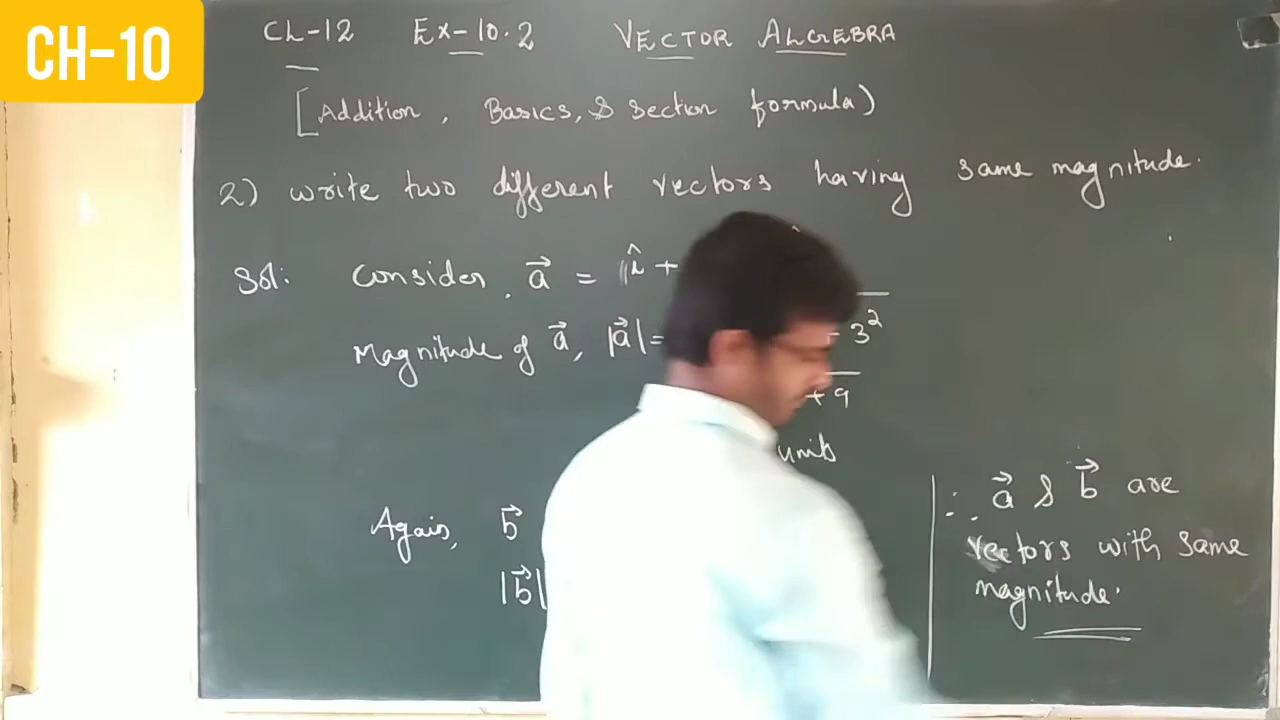 CH-10
CL-12 Ex-10.2 VECTOR ALGEBRA
[Addition, Basics, & section formula)
2) write two different vectors having same magnitude.
Sol: Consider, a⃗ = î +
Magnitude of a⃗, |a⃗| = 3²
+ 9
units
Again, b⃗
|b⃗|
∴ a⃗ & b⃗ are
vectors with same
magnitude.